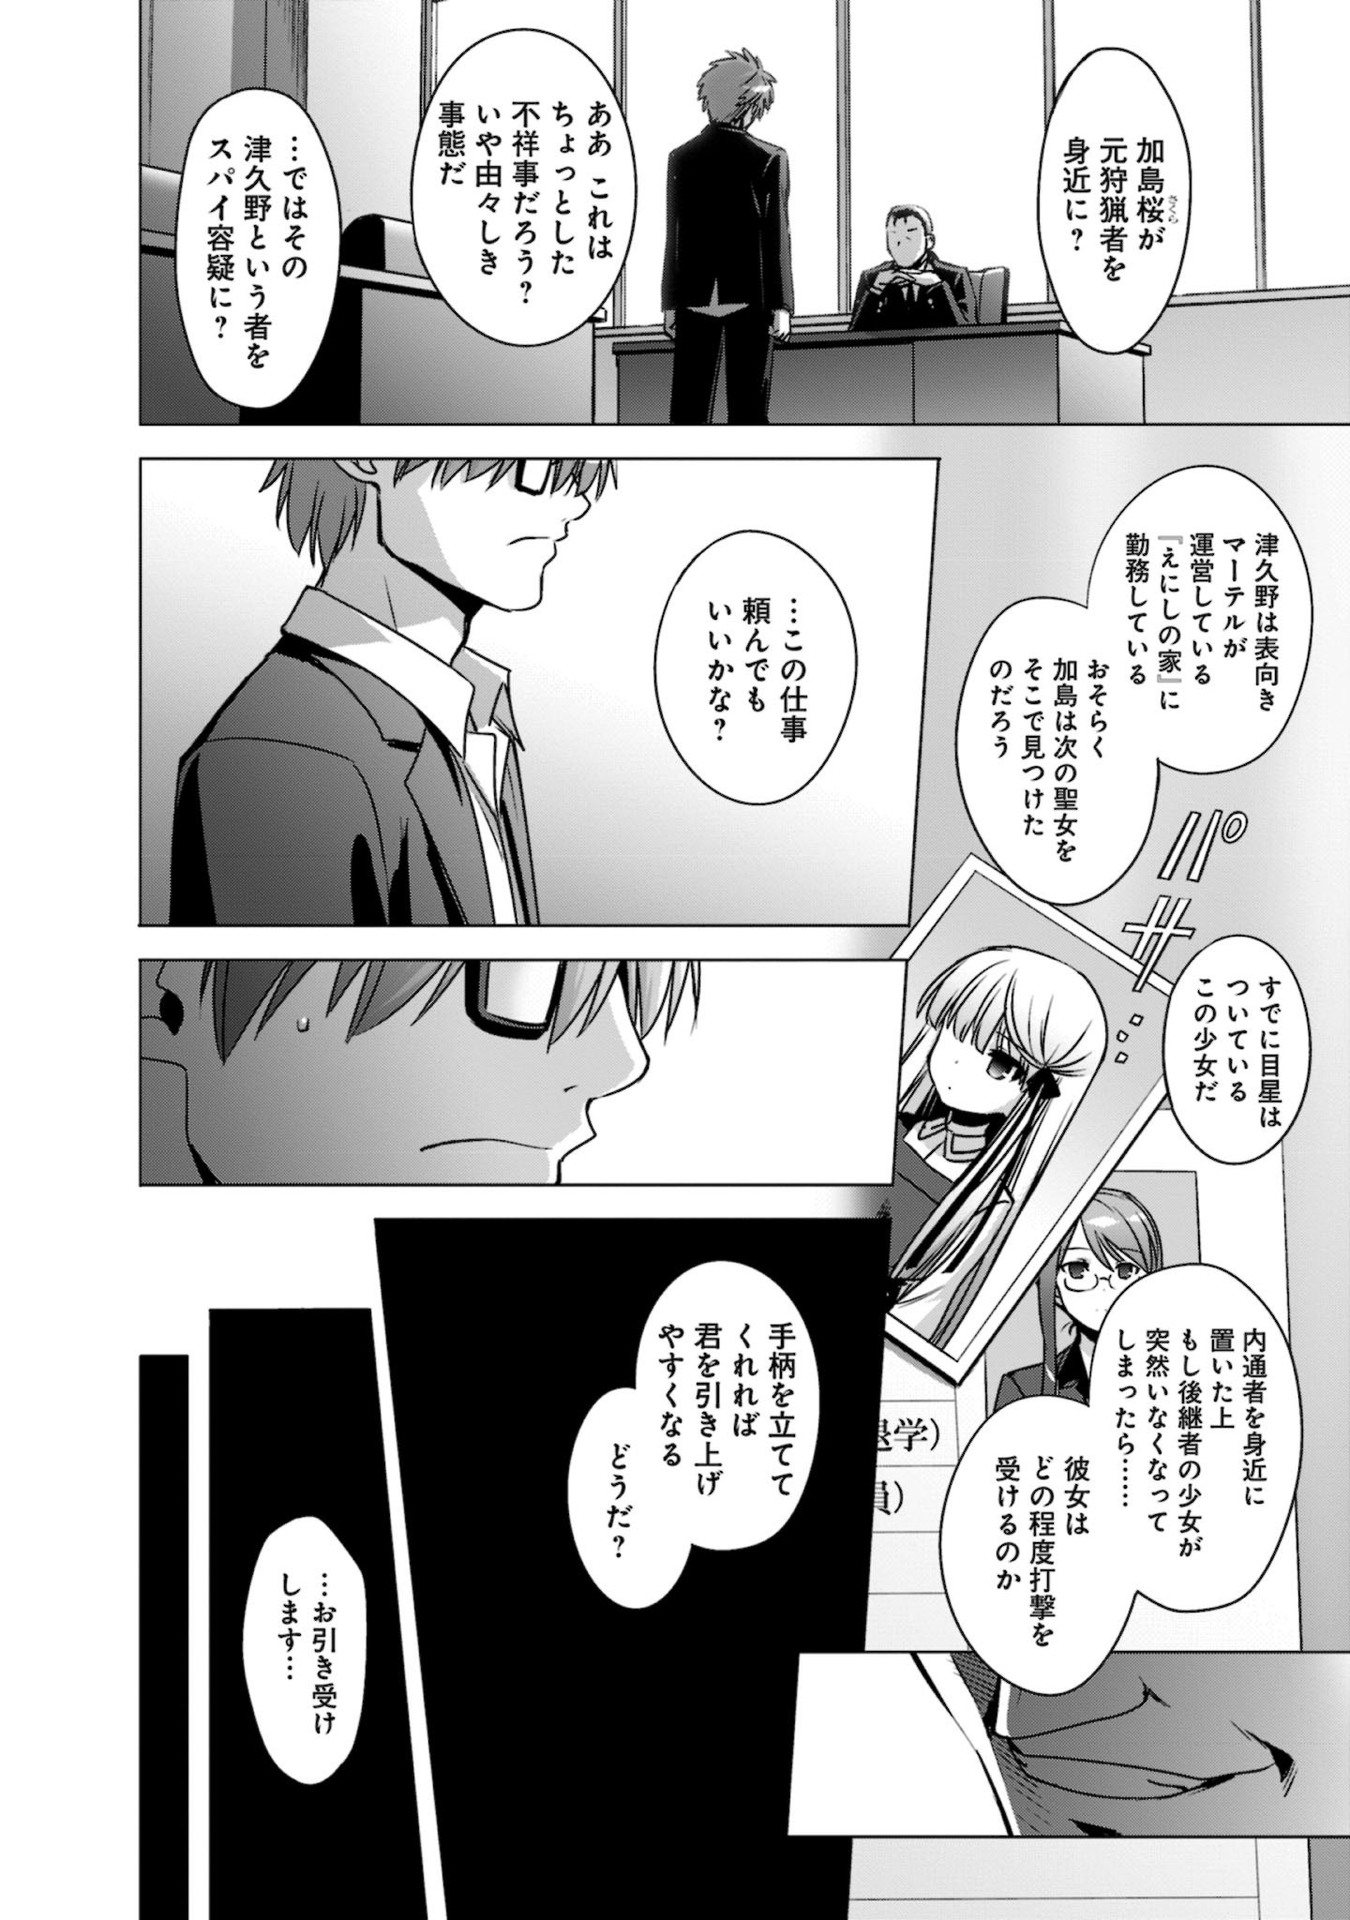 加島桜が
さくら
元狩猟者を
身近に？
ああ これは
ちょっとした
不祥事だろう？
いや由々しき
事態だ
…ではその
津久野という者を
スパイ容疑に？
津久野は表向き
マーテルが
運営している
『えにしの家』に
勤務している
おそらく
加島は次の聖女を
そこで見つけた
のだろう
…この仕事
頼んでも
いいかな？
パサ…
すでに目星は
ついている
この少女だ
内通者を身近に
置いた上
もし後継者の少女が
突然いなくなって
しまったら……
彼女は
どの程度打撃を
受けるのか
退学）
員）
手柄を立てて
くれれば
君を引き上げ
やすくなる
どうだ？
…お引き受け
します…